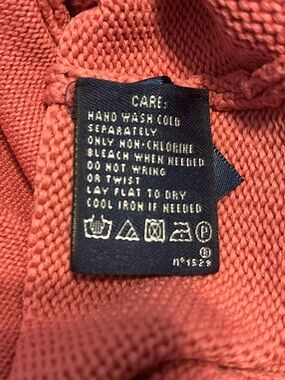 CARE:
HAND WASH COLD
SEPARATELY
ONLY NON-CHLORINE
BLEACH WHEN NEEDED
DO NOT WRING
OR TWIST
LAY FLAT TO DRY
COOL IRON IF NEEDED
P
n° 1529